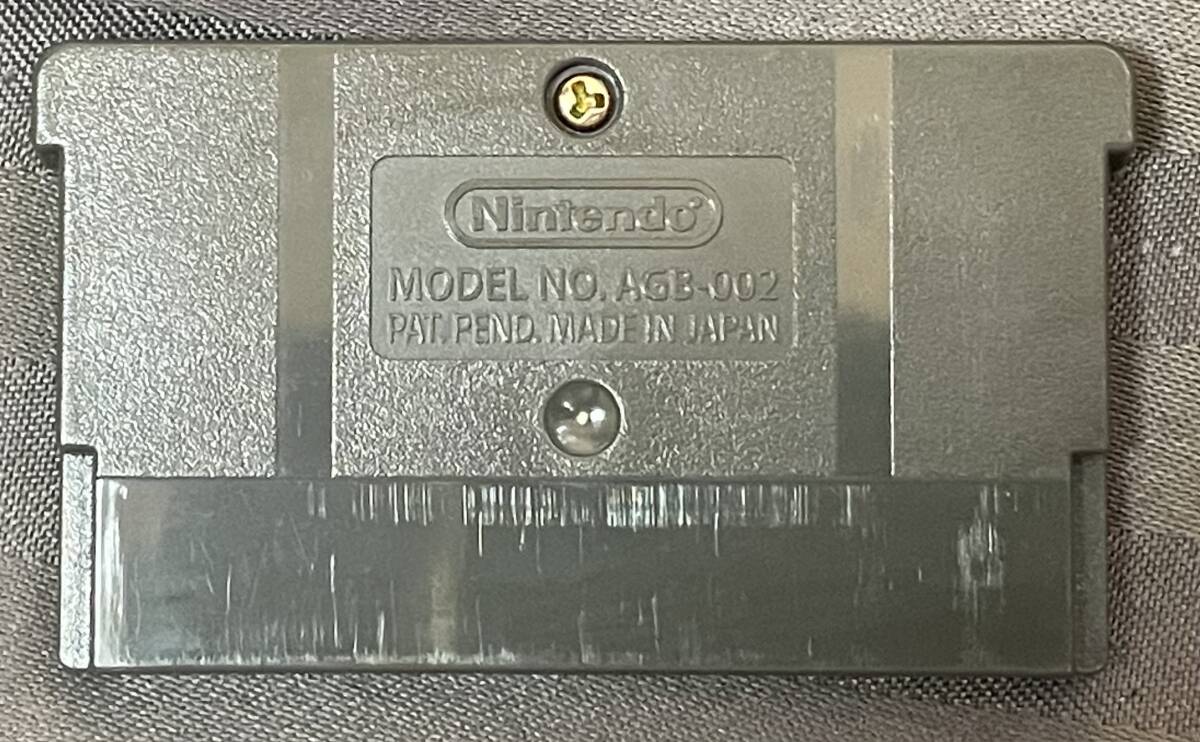 Nintendo®
MODEL NO. AGB-002
PAT. PEND. MADE IN JAPAN